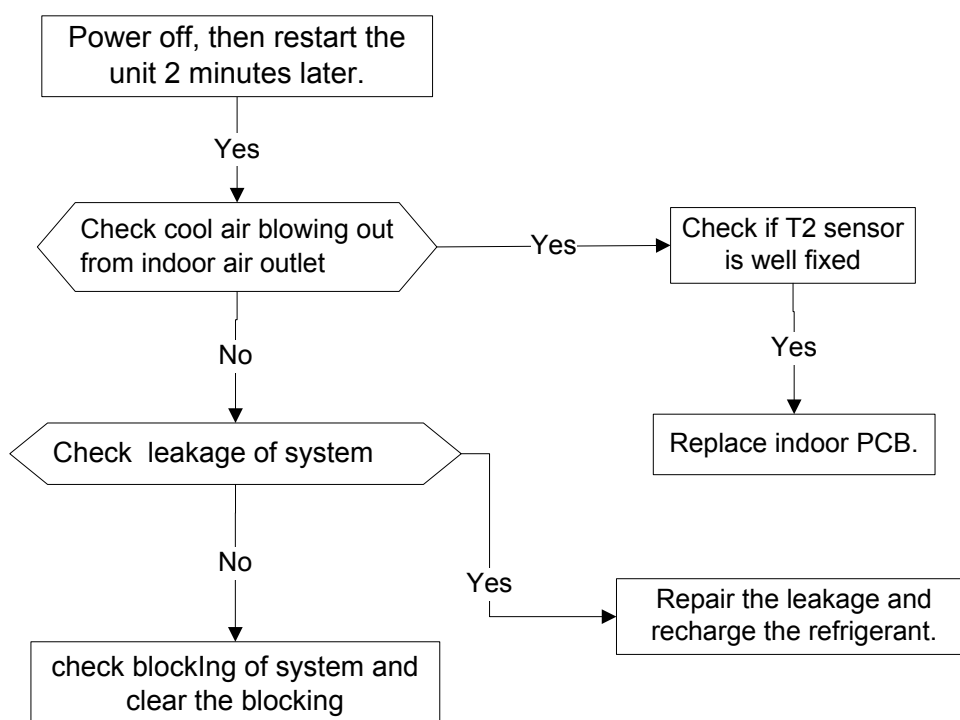 Power off, then restart the
unit 2 minutes later.
Yes
Check cool air blowing out
from indoor air outlet
Yes
Check if T2 sensor
is well fixed
Yes
Replace indoor PCB.
No
Check leakage of system
Yes
Repair the leakage and
recharge the refrigerant.
No
check blockIng of system and
clear the blocking